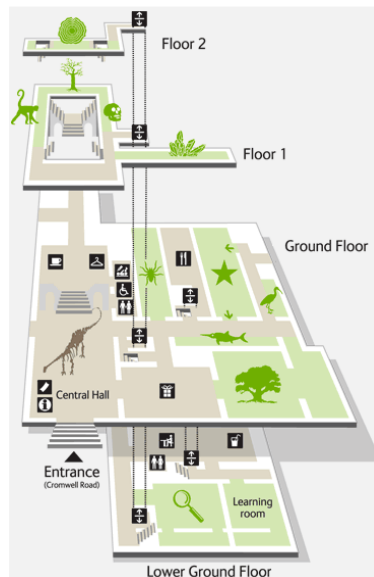 Floor 2
Floor 1
Ground Floor
Central Hall
Entrance
(Cromwell Road)
Learning
room
Lower Ground Floor